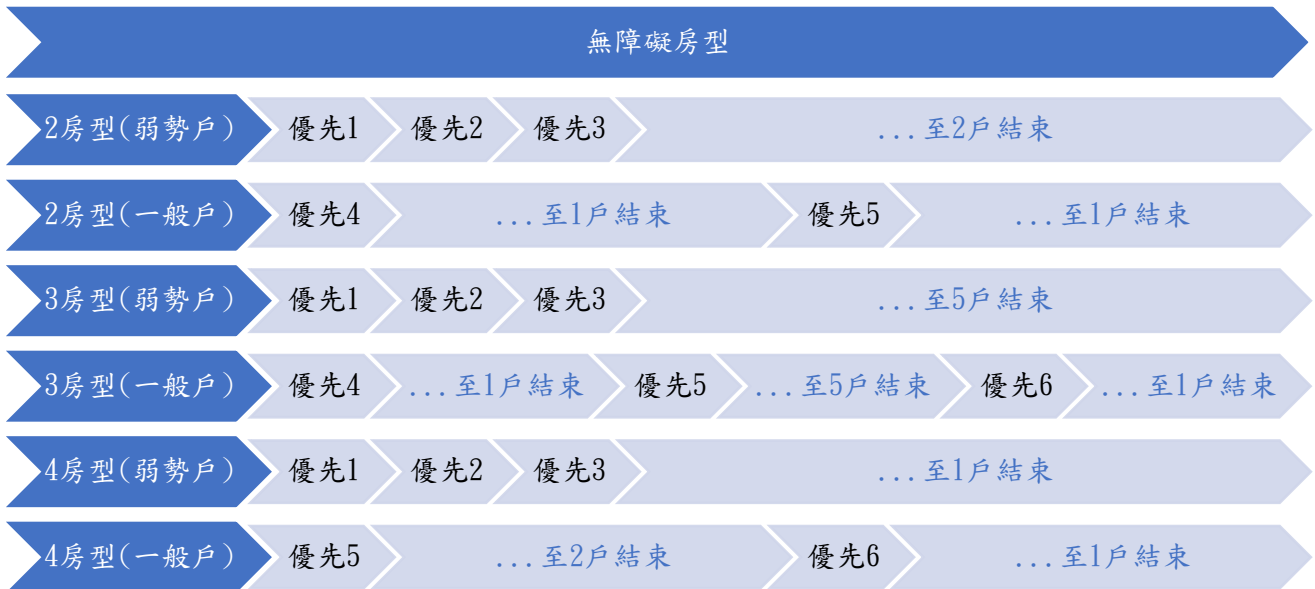 無障礙房型
2房型(弱勢戶) 優先1 優先2 優先3 ...至2戶結束
2房型(一般戶) 優先4 ...至1戶結束 優先5 ...至1戶結束
3房型(弱勢戶) 優先1 優先2 優先3 ...至5戶結束
3房型(一般戶) 優先4 ...至1戶結束 優先5 ...至5戶結束 優先6 ...至1戶結束
4房型(弱勢戶) 優先1 優先2 優先3 ...至1戶結束
4房型(一般戶) 優先5 ...至2戶結束 優先6 ...至1戶結束